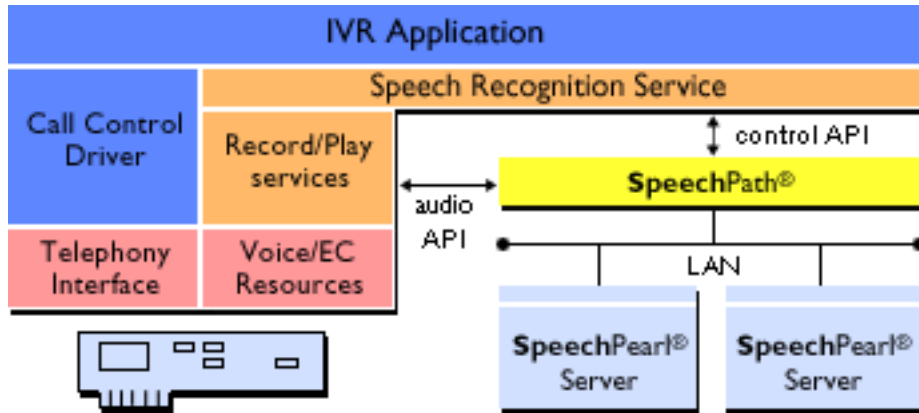 IVR Application
Speech Recognition Service
Call Control
Driver
Record/Play
services
control API
SpeechPath®
audio
API
Telephony
Interface
Voice/EC
Resources
LAN
SpeechPearl®
Server
SpeechPearl®
Server